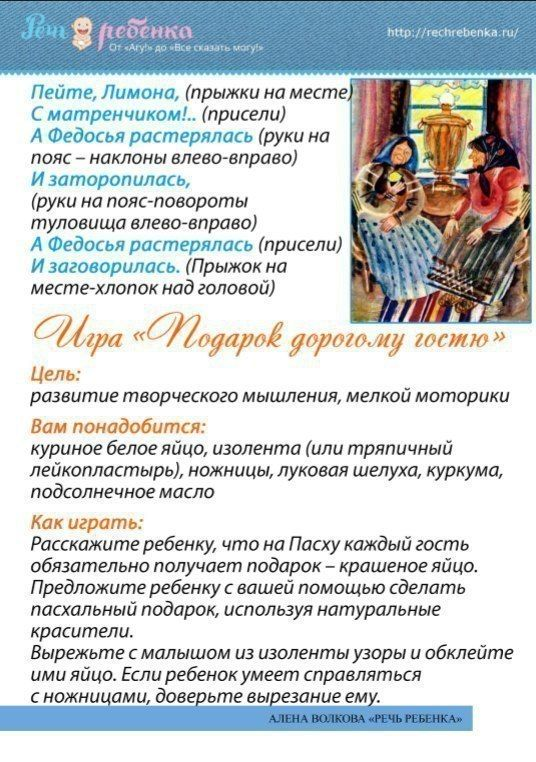 Речь ребенка
От «Агу!» до «Все сказать могу!»
http://rechrebenka.ru/
Пейте, Лимона, (прыжки на месте)
С матренчиком!.. (присели)
А Федосья растерялась (руки на
пояс – наклоны влево-вправо)
И заторопилась,
(руки на пояс-повороты
туловища влево-вправо)
А Федосья растерялась (присели)
И заговорилась. (Прыжок на
месте-хлопок над головой)
Игра «Подарок дорогому гостю»
Цель:
развитие творческого мышления, мелкой моторики
Вам понадобится:
куриное белое яйцо, изолента (или тряпичный
лейкопластырь), ножницы, луковая шелуха, куркума,
подсолнечное масло
Как играть:
Расскажите ребенку, что на Пасху каждый гость
обязательно получает подарок – крашеное яйцо.
Предложите ребенку с вашей помощью сделать
пасхальный подарок, используя натуральные
красители.
Вырежьте с малышом из изоленты узоры и обклейте
ими яйцо. Если ребенок умеет справляться
с ножницами, доверьте вырезание ему.
АЛЕНА ВОЛКОВА «РЕЧЬ РЕБЕНКА»